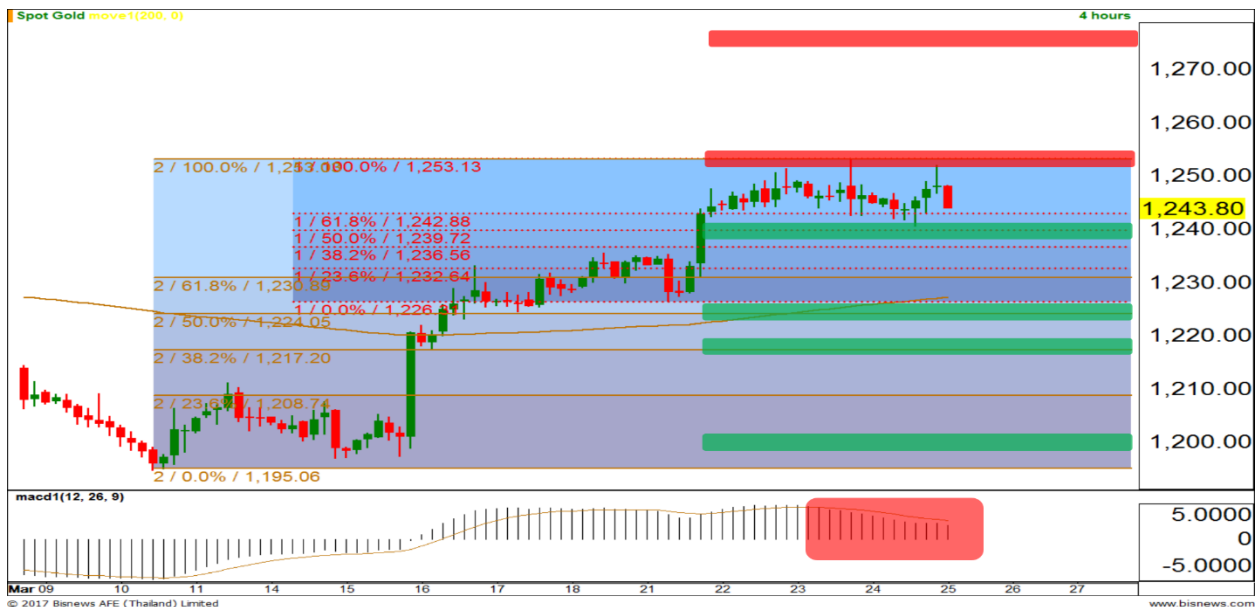 Spot Gold move1(200, 0)
4 hours
1,270.00
1,260.00
1,250.00
1,243.80
1,240.00
1,230.00
1,220.00
1,210.00
1,200.00
1 / 100.0% / 1,253.13
1 / 61.8% / 1,242.88
1 / 50.0% / 1,239.72
1 / 38.2% / 1,236.56
1 / 23.6% / 1,232.64
2 / 61.8% / 1,230.89
2 / 50.0% / 1,224.05
2 / 38.2% / 1,217.20
2 / 23.6% / 1,208.74
2 / 0.0% / 1,195.06
macd1(12, 26, 9)
5.0000
0
-5.0000
Mar 09 10 11 14 15 16 17 18 21 22 23 24 25 26 27
© 2017 Bisnews AFE (Thailand) Limited
www.bisnews.com